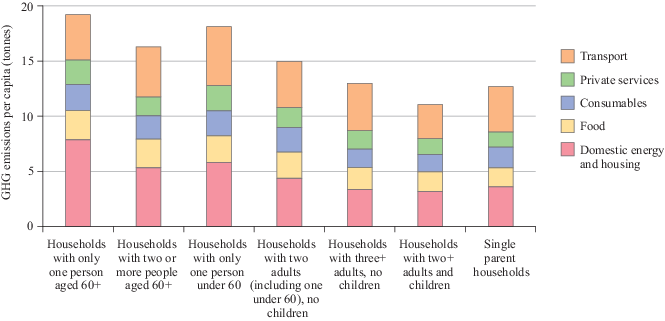 GHG emissions per capita (tonnes)
20
15
10
5
0
Transport
Private services
Consumables
Food
Domestic energy
and housing
Households
with only
one person
aged 60+
Households
with two or
more people
aged 60+
Households
with only
one person
under 60
Households
with two
adults
(including one
under 60), no
children
Households
with three+
adults, no
children
Households
with two+
adults and
children
Single
parent
households